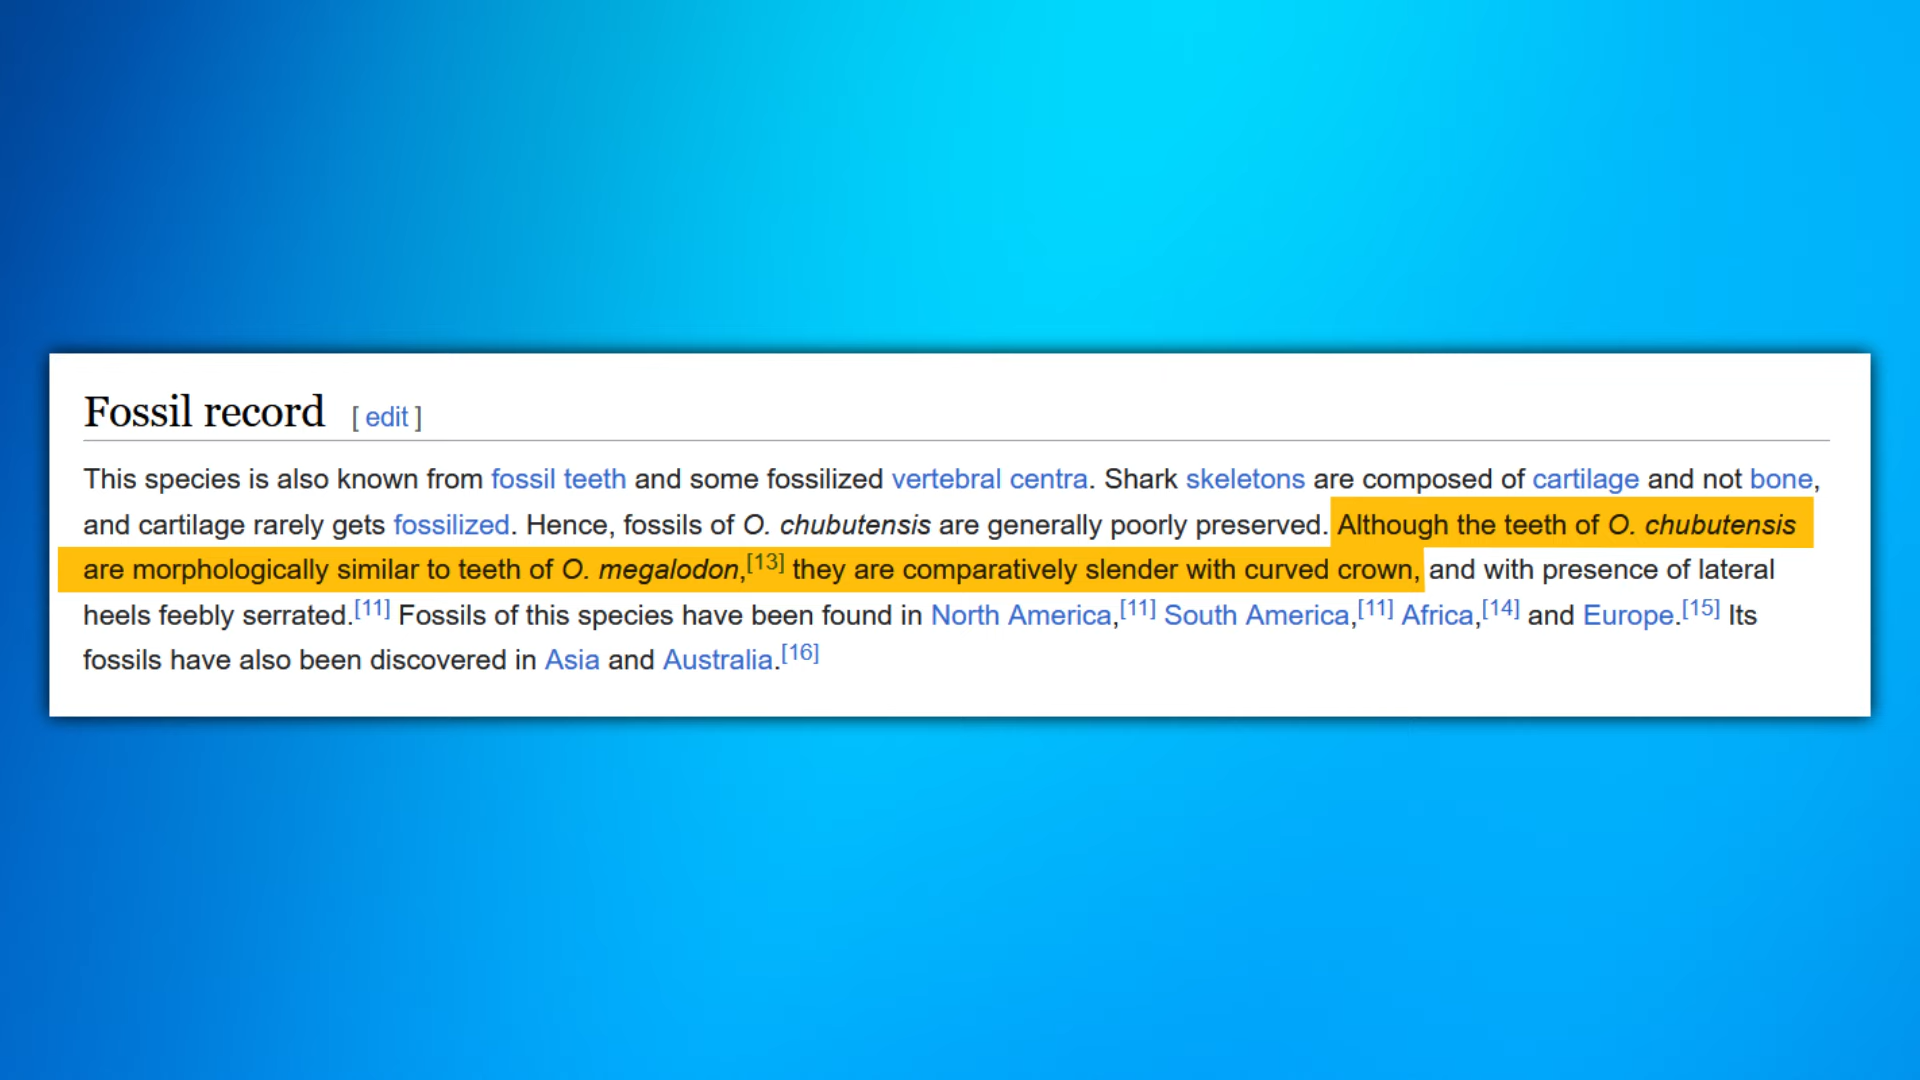 Fossil record [ edit ]
This species is also known from fossil teeth and some fossilized vertebral centra. Shark skeletons are composed of cartilage and not bone,
and cartilage rarely gets fossilized. Hence, fossils of O. chubutensis are generally poorly preserved. Although the teeth of O. chubutensis
are morphologically similar to teeth of O. megalodon,[13] they are comparatively slender with curved crown, and with presence of lateral
heels feebly serrated.[11] Fossils of this species have been found in North America,[11] South America,[11] Africa,[14] and Europe.[15] Its
fossils have also been discovered in Asia and Australia.[16]